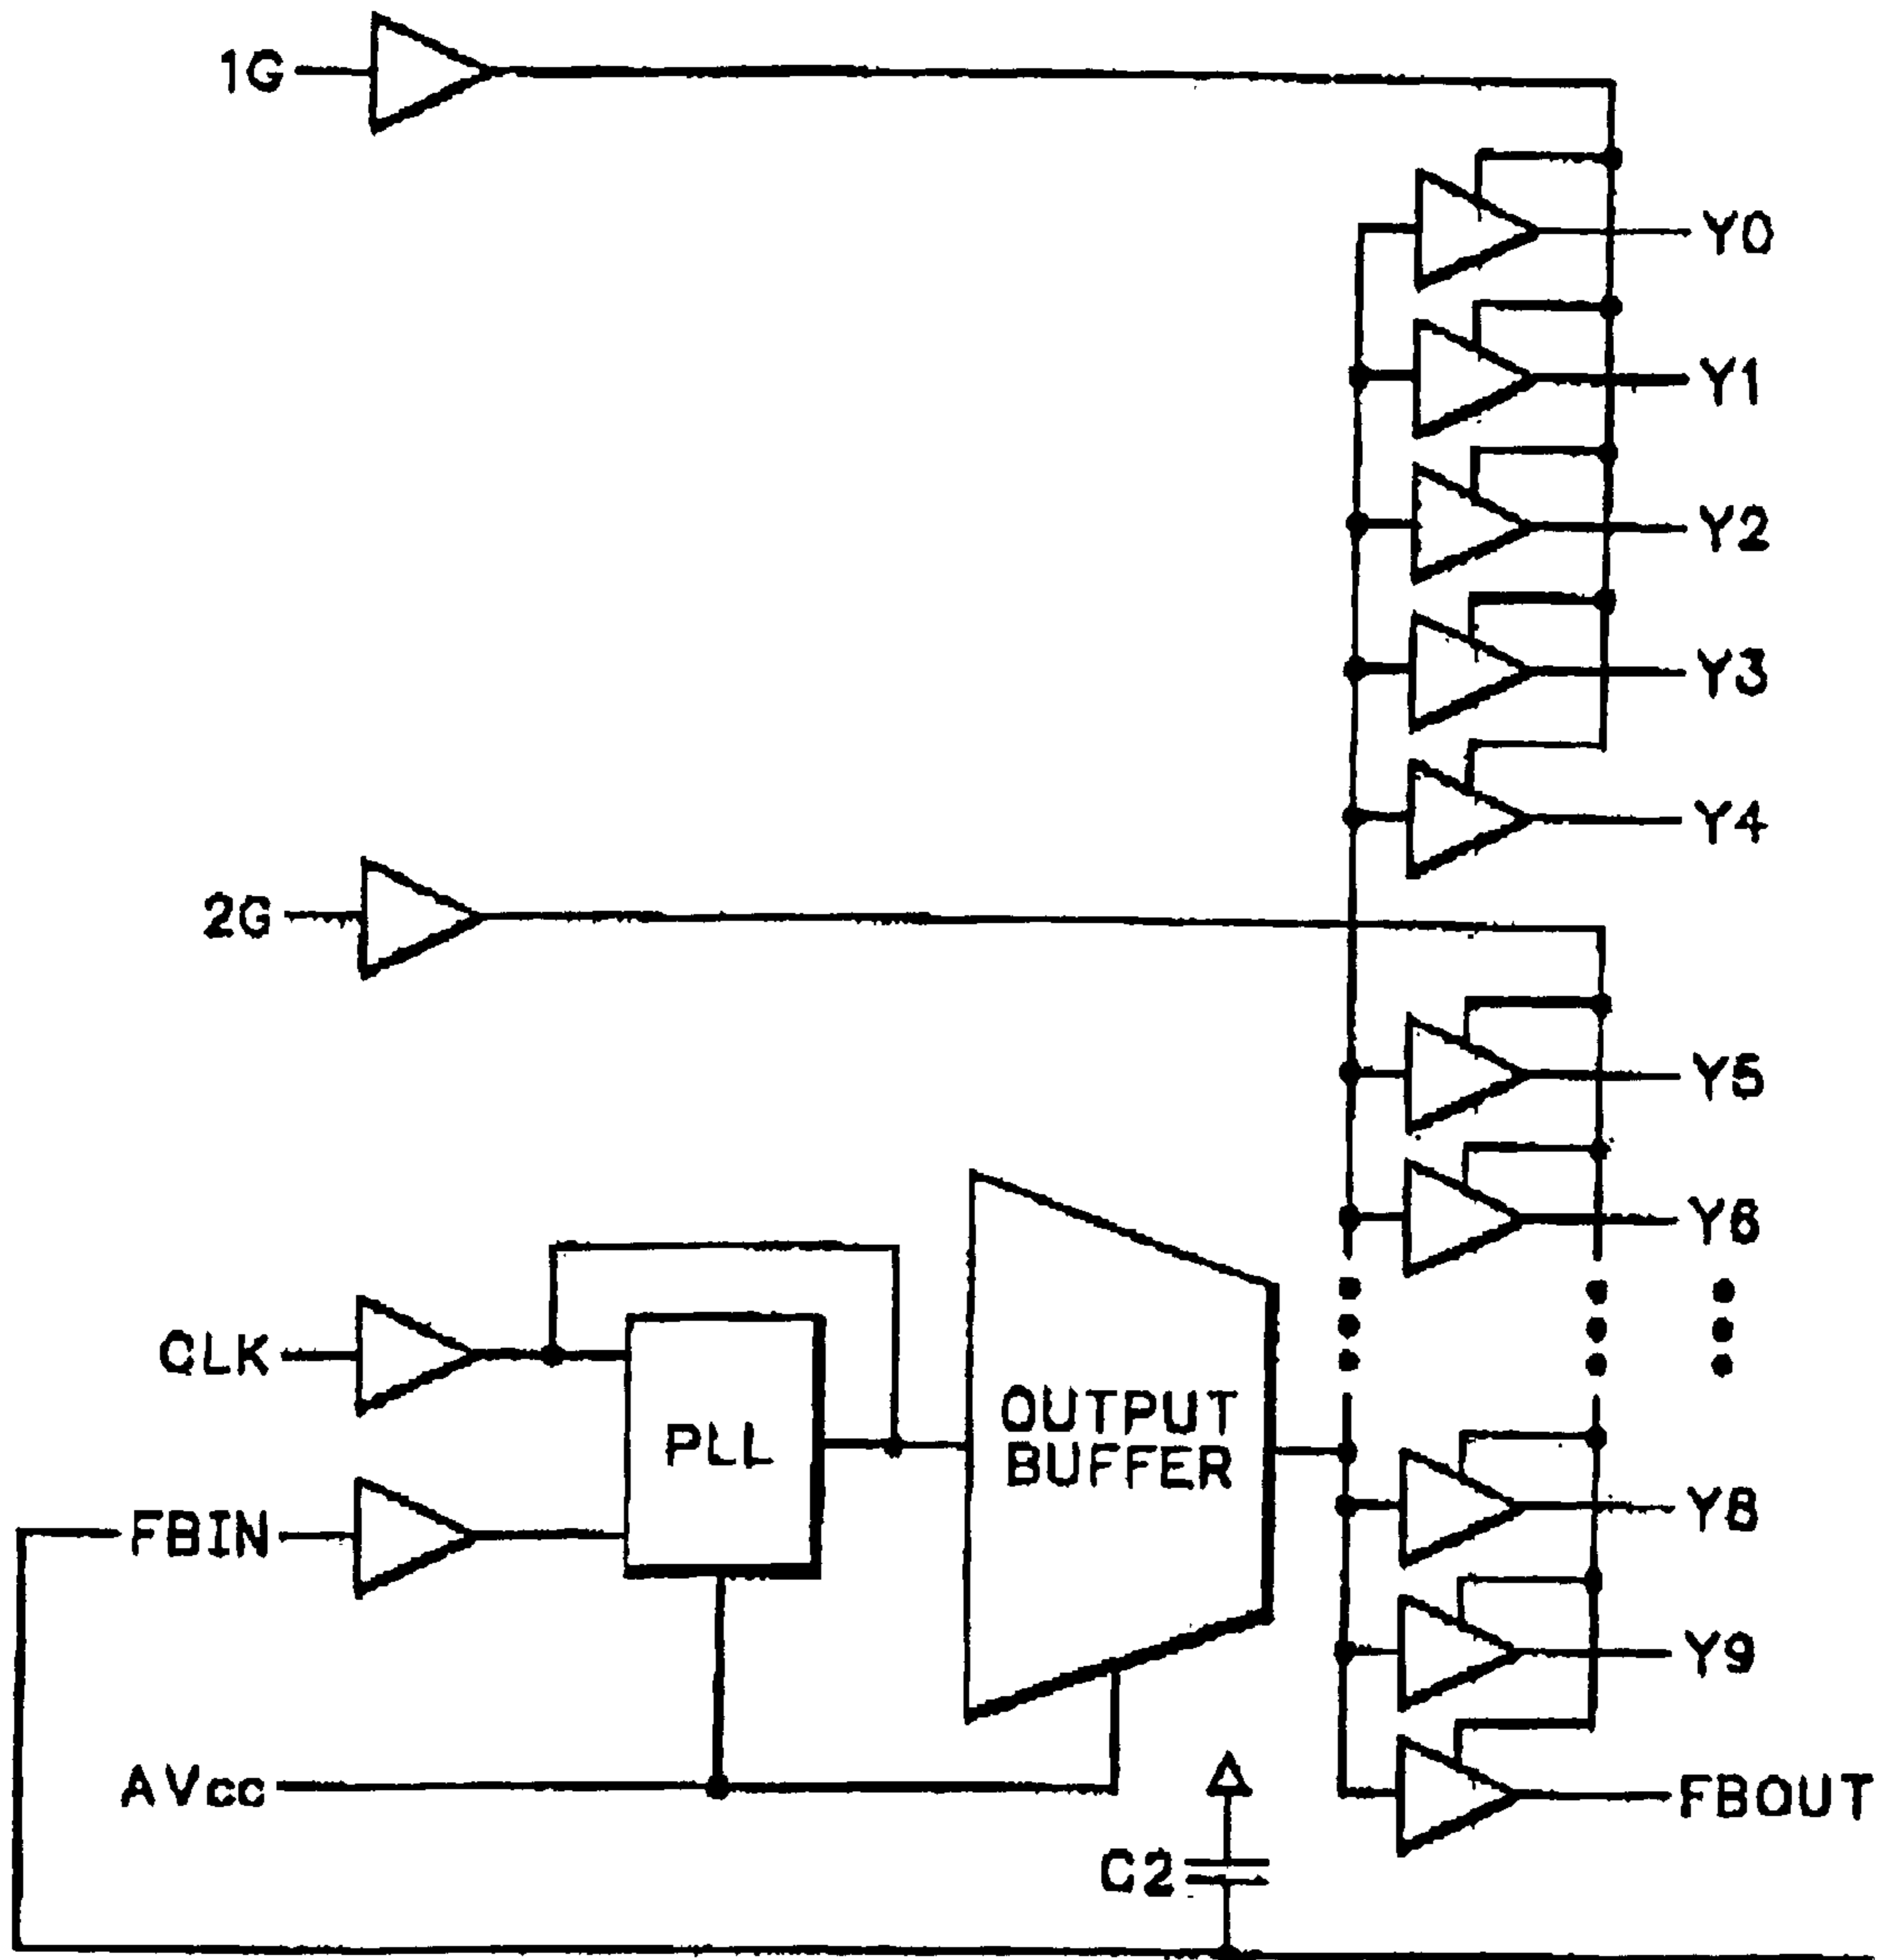 1G
Y0
Y1
Y2
Y3
Y4
2G
Y5
Y6
CLK
PLL
OUTPUT
BUFFER
FBIN
Y8
Y9
AVcc
FBOUT
C2